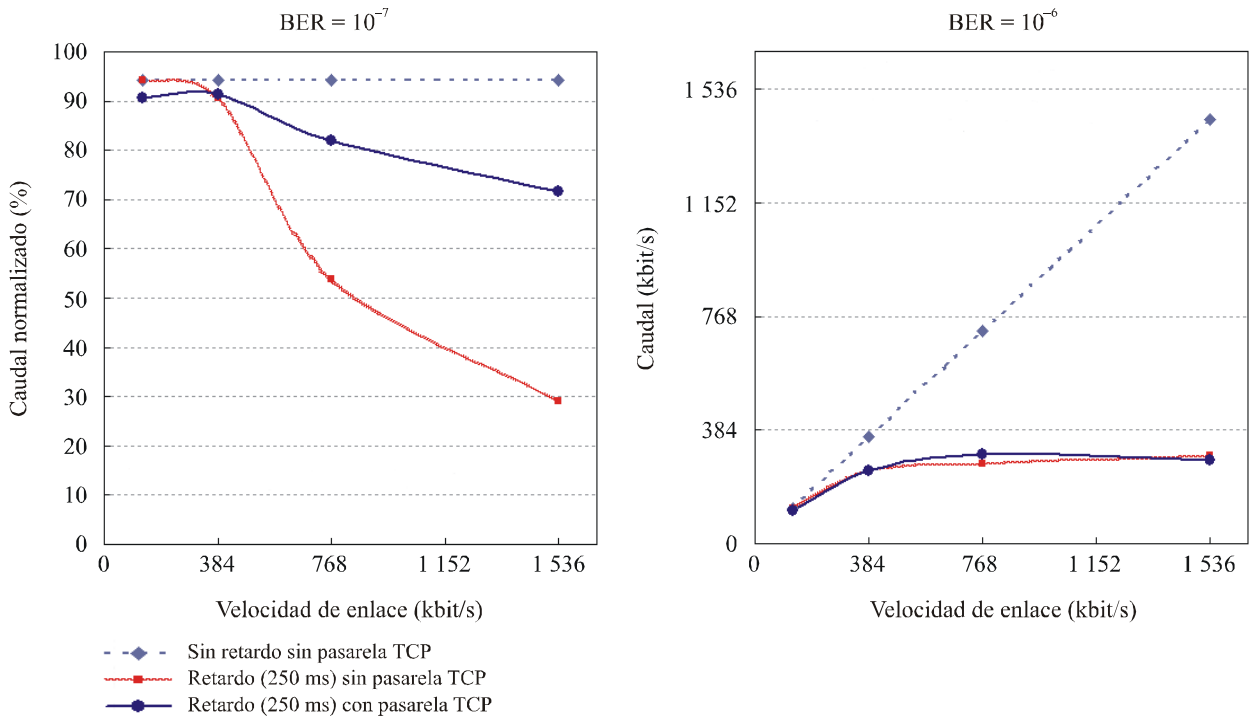 BER = 10⁻⁷
100
90
80
70
60
50
40
30
20
10
0
Caudal normalizado (%)
0 384 768 1 152 1 536
Velocidad de enlace (kbit/s)
BER = 10⁻⁶
1 536
1 152
768
384
0
Caudal (kbit/s)
0 384 768 1 152 1 536
Velocidad de enlace (kbit/s)
Sin retardo sin pasarela TCP
Retardo (250 ms) sin pasarela TCP
Retardo (250 ms) con pasarela TCP